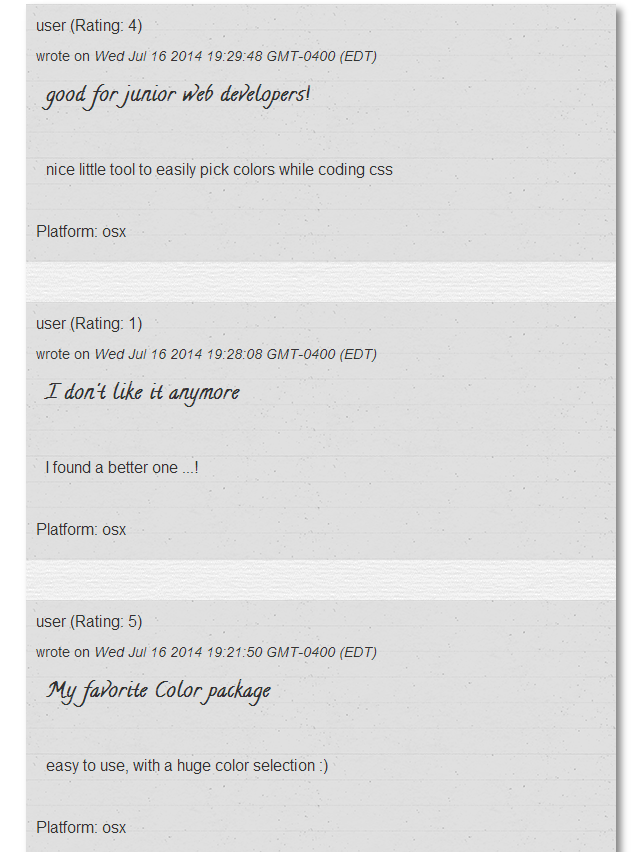 user (Rating: 4)
wrote on Wed Jul 16 2014 19:29:48 GMT-0400 (EDT)
good for junior web developers!
nice little tool to easily pick colors while coding css
Platform: osx
user (Rating: 1)
wrote on Wed Jul 16 2014 19:28:08 GMT-0400 (EDT)
I don't like it anymore
I found a better one ...!
Platform: osx
user (Rating: 5)
wrote on Wed Jul 16 2014 19:21:50 GMT-0400 (EDT)
My favorite Color package
easy to use, with a huge color selection :)
Platform: osx